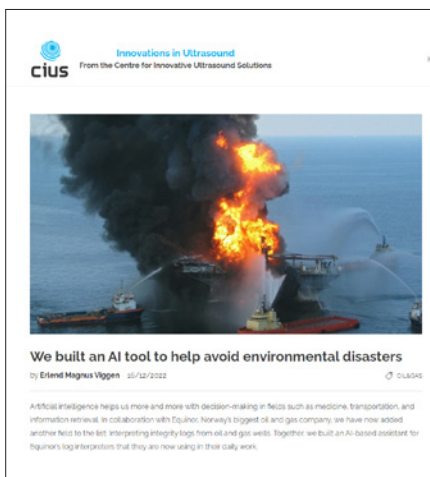 cius
Innovations in Ultrasound
From the Centre for Innovative Ultrasound Solutions
We built an AI tool to help avoid environmental disasters
by Erlend Magnus Viggen 16/12/2022
OIL&GAS
Artificial intelligence helps us more and more with decision-making in fields such as medicine, transportation, and
information retrieval. In collaboration with Equinor, Norway's biggest oil and gas company, we have now added
another field to the list: interpreting integrity logs from oil and gas wells. Together, we built an AI-based assistant for
Equinor's log interpreters that they are now using in their daily work.